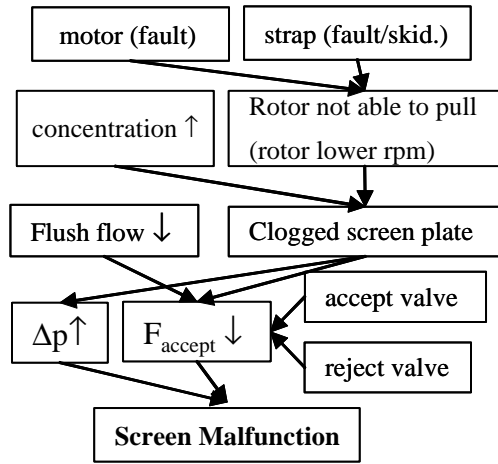 motor (fault)
strap (fault/skid.)
concentration ↑
Rotor not able to pull
(rotor lower rpm)
Flush flow ↓
Clogged screen plate
Δp↑
F_accept ↓
accept valve
reject valve
Screen Malfunction